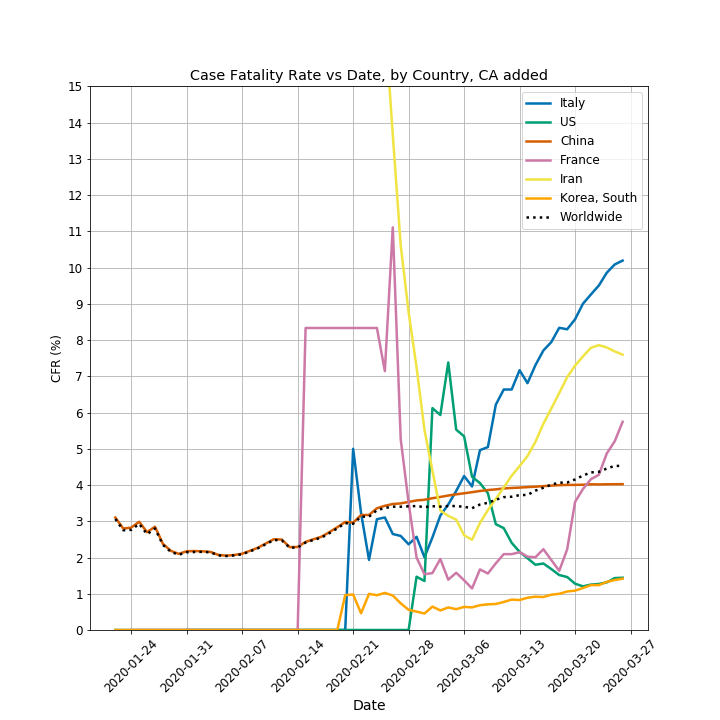 Case Fatality Rate vs Date, by Country, CA added
CFR (%)
15
14
13
12
11
10
9
8
7
6
5
4
3
2
1
0
Italy
US
China
France
Iran
Korea, South
Worldwide
2020-01-24
2020-01-31
2020-02-07
2020-02-14
2020-02-21
2020-02-28
2020-03-06
2020-03-13
2020-03-20
2020-03-27
Date